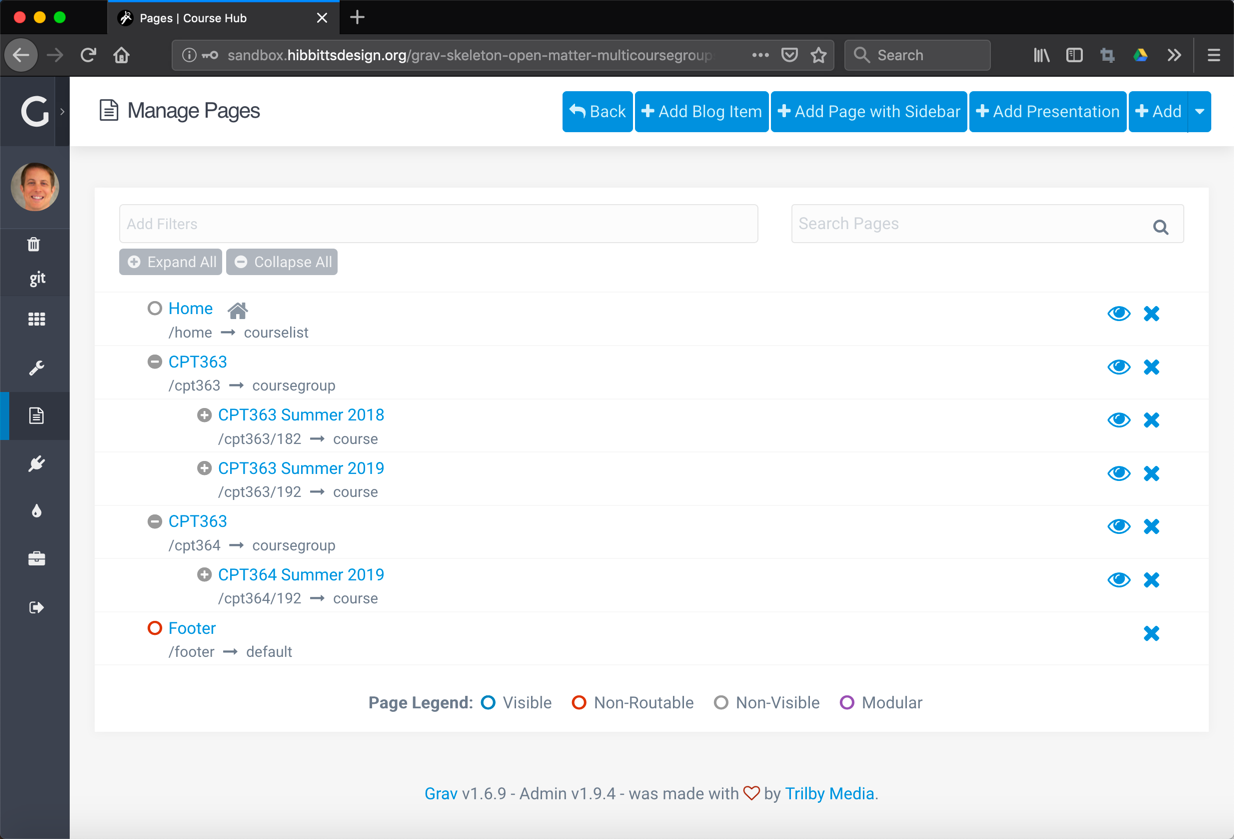 Pages | Course Hub
sandbox.hibbittsdesign.org/grav-skeleton-open-matter-multicoursegroup
Search
Manage Pages
Back
Add Blog Item
Add Page with Sidebar
Add Presentation
Add
Add Filters
Search Pages
Expand All
Collapse All
git
Home
/home → courselist
CPT363
/cpt363 → coursegroup
CPT363 Summer 2018
/cpt363/182 → course
CPT363 Summer 2019
/cpt363/192 → course
CPT363
/cpt364 → coursegroup
CPT364 Summer 2019
/cpt364/192 → course
Footer
/footer → default
Page Legend: Visible Non-Routable Non-Visible Modular
Grav v1.6.9 - Admin v1.9.4 - was made with ♡ by Trilby Media.